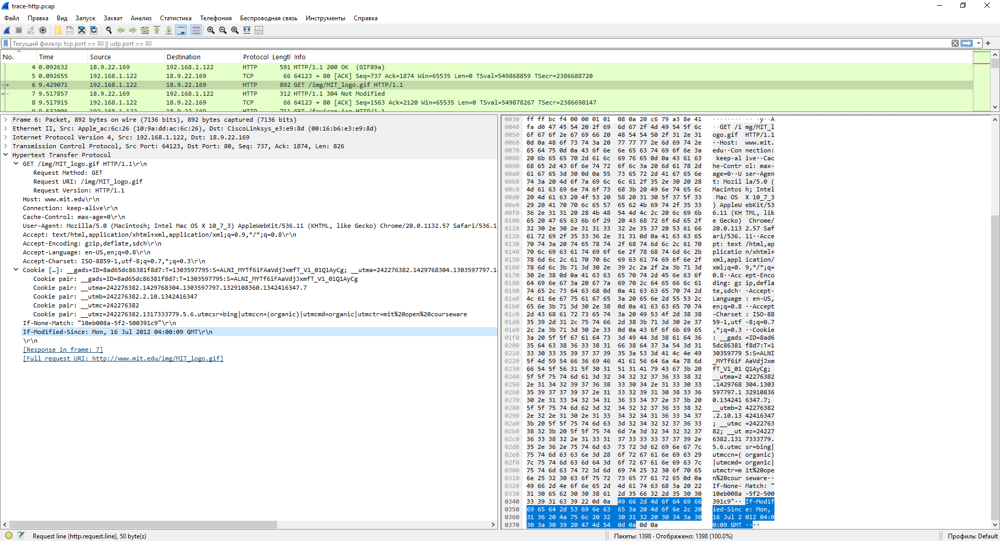 trace-http.pcap
Файл Правка Вид Запуск Захват Анализ Статистика Телефония Беспроводная связь Инструменты Справка
Текущий фильтр: tcp.port == 80 || udp.port == 80
No. Time Source Destination Protocol Lengtl Info
4 0.092632 18.9.22.169 192.168.1.122 HTTP 591 HTTP/1.1 200 OK (GIF89a)
5 0.092655 192.168.1.122 18.9.22.169 TCP 66 64123 → 80 [ACK] Seq=737 Ack=1874 Win=65535 Len=0 TSval=549868859 TSecr=2386688720
6 9.429071 192.168.1.122 18.9.22.169 HTTP 892 GET /img/MIT_logo.gif HTTP/1.1
7 9.517857 18.9.22.169 192.168.1.122 HTTP 312 HTTP/1.1 304 Not Modified
8 9.517915 192.168.1.122 18.9.22.169 TCP 66 64123 → 80 [ACK] Seq=1563 Ack=2120 Win=65535 Len=0 TSval=549878267 TSecr=2386698147
9 9.532006 192.168.1.122 18.9.22.169 HTTP 711 GET /favicon.ico HTTP/1.1
Frame 6: Packet, 892 bytes on wire (7136 bits), 892 bytes captured (7136 bits)
Ethernet II, Src: Apple_ac:6c:26 (10:9a:dd:ac:6c:26), Dst: CiscoLinksys_e3:e9:8d (00:16:b6:e3:e9:8d)
Internet Protocol Version 4, Src: 192.168.1.122, Dst: 18.9.22.169
Transmission Control Protocol, Src Port: 64123, Dst Port: 80, Seq: 737, Ack: 1874, Len: 826
Hypertext Transfer Protocol
GET /img/MIT_logo.gif HTTP/1.1\r\n
Request Method: GET
Request URI: /img/MIT_logo.gif
Request Version: HTTP/1.1
Host: www.mit.edu\r\n
Connection: keep-alive\r\n
Cache-Control: max-age=0\r\n
User-Agent: Mozilla/5.0 (Macintosh; Intel Mac OS X 10_7_3) AppleWebKit/536.11 (KHTML, like Gecko) Chrome/20.0.1132.57 Safari/536.1
Accept: text/html,application/xhtml+xml,application/xml;q=0.9,*/*;q=0.8\r\n
Accept-Encoding: gzip,deflate,sdch\r\n
Accept-Language: en-US,en;q=0.8\r\n
Accept-Charset: ISO-8859-1,utf-8;q=0.7,*;q=0.3\r\n
Cookie […]: __gads=ID=8ad65dc86381f8d7:T=1303597795:S=ALNI_MYTf6iFAaVdjJxmfT_V1_01Q1AyCg; __utma=242276382.1429768304.1303597797.1
Cookie pair: __gads=ID=8ad65dc86381f8d7:T=1303597795:S=ALNI_MYTf6iFAaVdjJxmfT_V1_01Q1AyCg
Cookie pair: __utma=242276382.1429768304.1303597797.1329108360.1342416347.7
Cookie pair: __utmb=242276382.2.10.1342416347
Cookie pair: __utmc=242276382
Cookie pair: __utmz=242276382.1317333779.5.6.utmcsr=bing|utmccn=(organic)|utmcmd=organic|utmctr=mit%20open%20courseware
If-None-Match: "10eb008a-5f2-500391c9"\r\n
If-Modified-Since: Mon, 16 Jul 2012 04:00:09 GMT\r\n
\r\n
[Response in frame: 7]
[Full request URI: http://www.mit.edu/img/MIT_logo.gif]
0030 ff ff bc f4 00 00 01 01 08 0a 20 c6 79 a3 8e 41 ········ ·· ·y··A
0040 fa d0 47 45 54 20 2f 69 6d 67 2f 4d 49 54 5f 6c ··GET /i mg/MIT_l
0050 6f 67 6f 2e 67 69 66 20 48 54 54 50 2f 31 2e 31 ogo.gif HTTP/1.1
0060 0d 0a 48 6f 73 74 3a 20 77 77 77 2e 6d 69 74 2e ··Host: www.mit.
0070 65 64 75 0d 0a 43 6f 6e 6e 65 63 74 69 6f 6e 3a edu··Con nection:
0080 20 6b 65 65 70 2d 61 6c 69 76 65 0d 0a 43 61 63 keep-al ive··Cac
0090 68 65 2d 43 6f 6e 74 72 6f 6c 3a 20 6d 61 78 2d he-Contr ol: max-
00a0 61 67 65 3d 30 0d 0a 55 73 65 72 2d 41 67 65 6e age=0··U ser-Agen
00b0 74 3a 20 4d 6f 7a 69 6c 6c 61 2f 35 2e 30 20 28 t: Mozil la/5.0 (
00c0 4d 61 63 69 6e 74 6f 73 68 3b 20 49 6e 74 65 6c Macintos h; Intel
00d0 20 4d 61 63 20 4f 53 20 58 20 31 30 5f 37 5f 33 Mac OS X 10_7_3
00e0 29 20 41 70 70 6c 65 57 65 62 4b 69 74 2f 35 33 ) AppleW ebKit/53
00f0 36 2e 31 31 20 28 4b 48 54 4d 4c 2c 20 6c 69 6b 6.11 (KH TML, lik
0100 65 20 47 65 63 6b 6f 29 20 43 68 72 6f 6d 65 2f e Gecko) Chrome/
0110 32 30 2e 30 2e 31 31 33 32 2e 35 37 20 53 61 66 20.0.113 2.57 Saf
0120 61 72 69 2f 35 33 36 2e 31 31 0d 0a 41 63 63 65 ari/536. 11··Acce
0130 70 74 3a 20 74 65 78 74 2f 68 74 6d 6c 2c 61 70 pt: text /html,ap
0140 70 6c 69 63 61 74 69 6f 6e 2f 78 68 74 6d 6c 2b plicatio n/xhtml+
0150 78 6d 6c 2c 61 70 70 6c 69 63 61 74 69 6f 6e 2f xml,appl ication/
0160 78 6d 6c 3b 71 3d 30 2e 39 2c 2a 2f 2a 3b 71 3d xml;q=0. 9,*/*;q=
0170 30 2e 38 0d 0a 41 63 63 65 70 74 2d 45 6e 63 6f 0.8··Acc ept-Enco
0180 64 69 6e 67 3a 20 67 7a 69 70 2c 64 65 66 6c 61 ding: gz ip,defla
0190 74 65 2c 73 64 63 68 0d 0a 41 63 63 65 70 74 2d te,sdch· ·Accept-
01a0 4c 61 6e 67 75 61 67 65 3a 20 65 6e 2d 55 53 2c Language : en-US,
01b0 65 6e 3b 71 3d 30 2e 38 0d 0a 41 63 63 65 70 74 en;q=0.8 ··Accept
01c0 2d 43 68 61 72 73 65 74 3a 20 49 53 4f 2d 38 38 -Charset : ISO-88
01d0 35 39 2d 31 2c 75 74 66 2d 38 3b 71 3d 30 2e 37 59-1,utf -8;q=0.7
01e0 2c 2a 3b 71 3d 30 2e 33 0d 0a 43 6f 6f 6b 69 65 ,*;q=0.3 ··Cookie
01f0 3a 20 5f 5f 67 61 64 73 3d 49 44 3d 38 61 64 36 : __gads =ID=8ad6
0200 35 64 63 38 36 33 38 31 66 38 64 37 3a 54 3d 31 5dc86381 f8d7:T=1
0210 33 30 33 35 39 37 37 39 35 3a 53 3d 41 4c 4e 49 30359779 5:S=ALNI
0220 5f 4d 59 54 66 36 69 46 41 61 56 64 6a 4a 78 6d _MYTf6iF AaVdjJxm
0230 66 54 5f 56 31 5f 30 31 51 31 41 79 43 67 3b 20 fT_V1_01 Q1AyCg;
0240 5f 5f 75 74 6d 61 3d 32 34 32 32 37 36 33 38 32 __utma=2 42276382
0250 2e 31 34 32 39 37 36 38 33 30 34 2e 31 33 30 33 .1429768 304.1303
0260 35 39 37 37 39 37 2e 31 33 32 39 31 30 38 33 36 597797.1 32910836
0270 30 2e 31 33 34 32 34 31 36 33 34 37 2e 37 3b 20 0.134241 6347.7;
0280 5f 5f 75 74 6d 62 3d 32 34 32 32 37 36 33 38 32 __utmb=2 42276382
0290 2e 32 2e 31 30 2e 31 33 34 32 34 31 36 33 34 37 .2.10.13 42416347
02a0 3b 20 5f 5f 75 74 6d 63 3d 32 34 32 32 37 36 33 ; __utmc =2422763
02b0 38 32 3b 20 5f 5f 75 74 6d 7a 3d 32 34 32 32 37 82; __ut mz=24227
02c0 36 33 38 32 2e 31 33 31 37 33 33 33 37 37 39 2e 6382.131 7333779.
02d0 35 2e 36 2e 75 74 6d 63 73 72 3d 62 69 6e 67 7c 5.6.utmc sr=bing|
02e0 75 74 6d 63 63 6e 3d 28 6f 72 67 61 6e 69 63 29 utmccn=( organic)
02f0 7c 75 74 6d 63 6d 64 3d 6f 72 67 61 6e 69 63 7c |utmcmd= organic|
0300 75 74 6d 63 74 72 3d 6d 69 74 25 32 30 6f 70 65 utmctr=m it%20ope
0310 6e 25 32 30 63 6f 75 72 73 65 77 61 72 65 0d 0a n%20cour seware··
0320 49 66 2d 4e 6f 6e 65 2d 4d 61 74 63 68 3a 20 22 If-None- Match: "
0330 31 30 65 62 30 30 38 61 2d 35 66 32 2d 35 30 30 10eb008a -5f2-500
0340 33 39 31 63 39 22 0d 0a 49 66 2d 4d 6f 64 69 66 391c9"·· If-Modif
0350 69 65 64 2d 53 69 6e 63 65 3a 20 4d 6f 6e 2c 20 ied-Sinc e: Mon,
0360 31 36 20 4a 75 6c 20 32 30 31 32 20 30 34 3a 30 16 Jul 2 012 04:0
0370 30 3a 30 39 20 47 4d 54 0d 0a 0d 0a 0:09 GMT ····
Request line (http.request.line), 50 byte(s)
Пакеты: 1398 · Отображено: 1398 (100.0%)
Профиль: Default